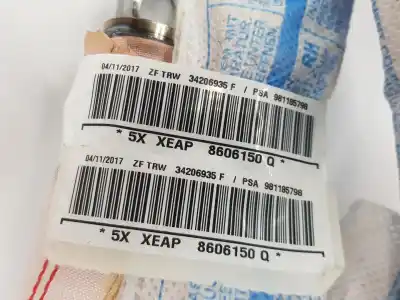 04/11/2017 ZF TRW 34206935 F / PSA 981185798
* 5X XEAP 8606150 Q *
04/11/2017 ZF TRW 34206935 F / PSA 981185798
* 5X XEAP 8606150 Q *